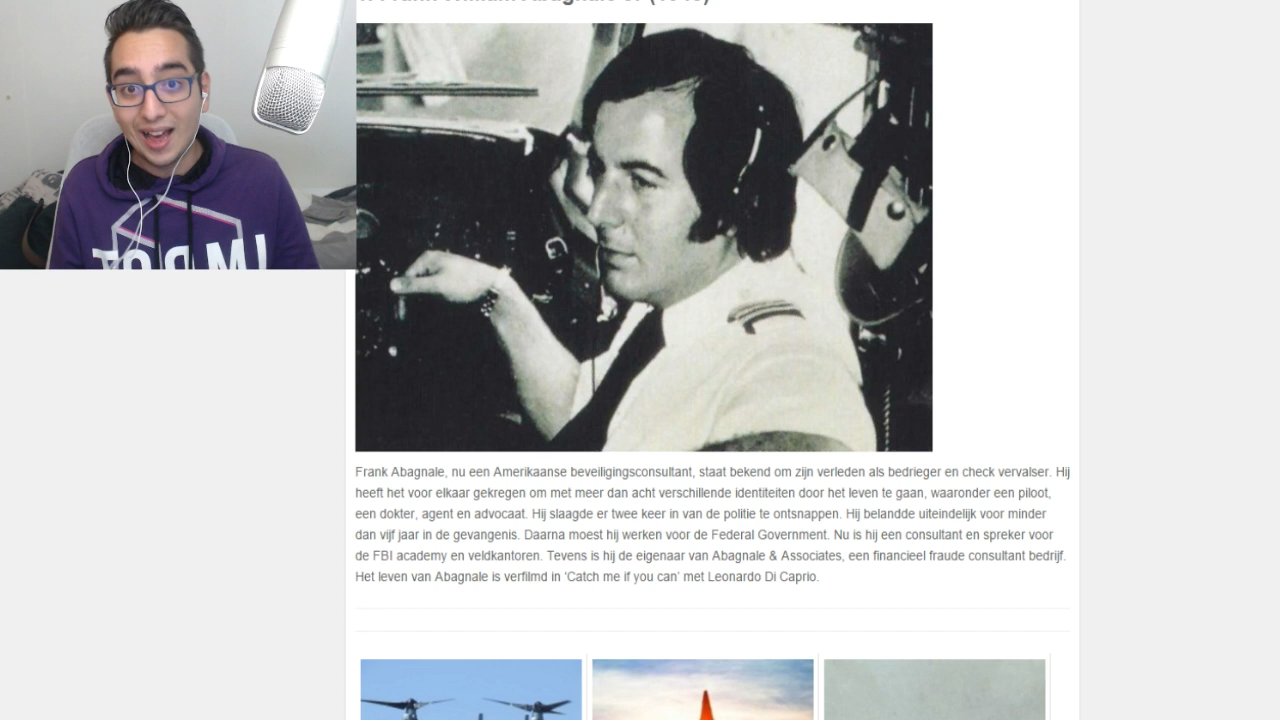 Frank Abagnale, nu een Amerikaanse beveiligingsconsultant, staat bekend om zijn verleden als bedrieger en check vervalser. Hij
heeft het voor elkaar gekregen om met meer dan acht verschillende identiteiten door het leven te gaan, waaronder een piloot,
een dokter, agent en advocaat. Hij slaagde er twee keer in van de politie te ontsnappen. Hij belandde uiteindelijk voor minder
dan vijf jaar in de gevangenis. Daarna moest hij werken voor de Federal Government. Nu is hij een consultant en spreker voor
de FBI academy en veldkantoren. Tevens is hij de eigenaar van Abagnale & Associates, een financieel fraude consultant bedrijf.
Het leven van Abagnale is verfilmd in 'Catch me if you can' met Leonardo Di Caprio.